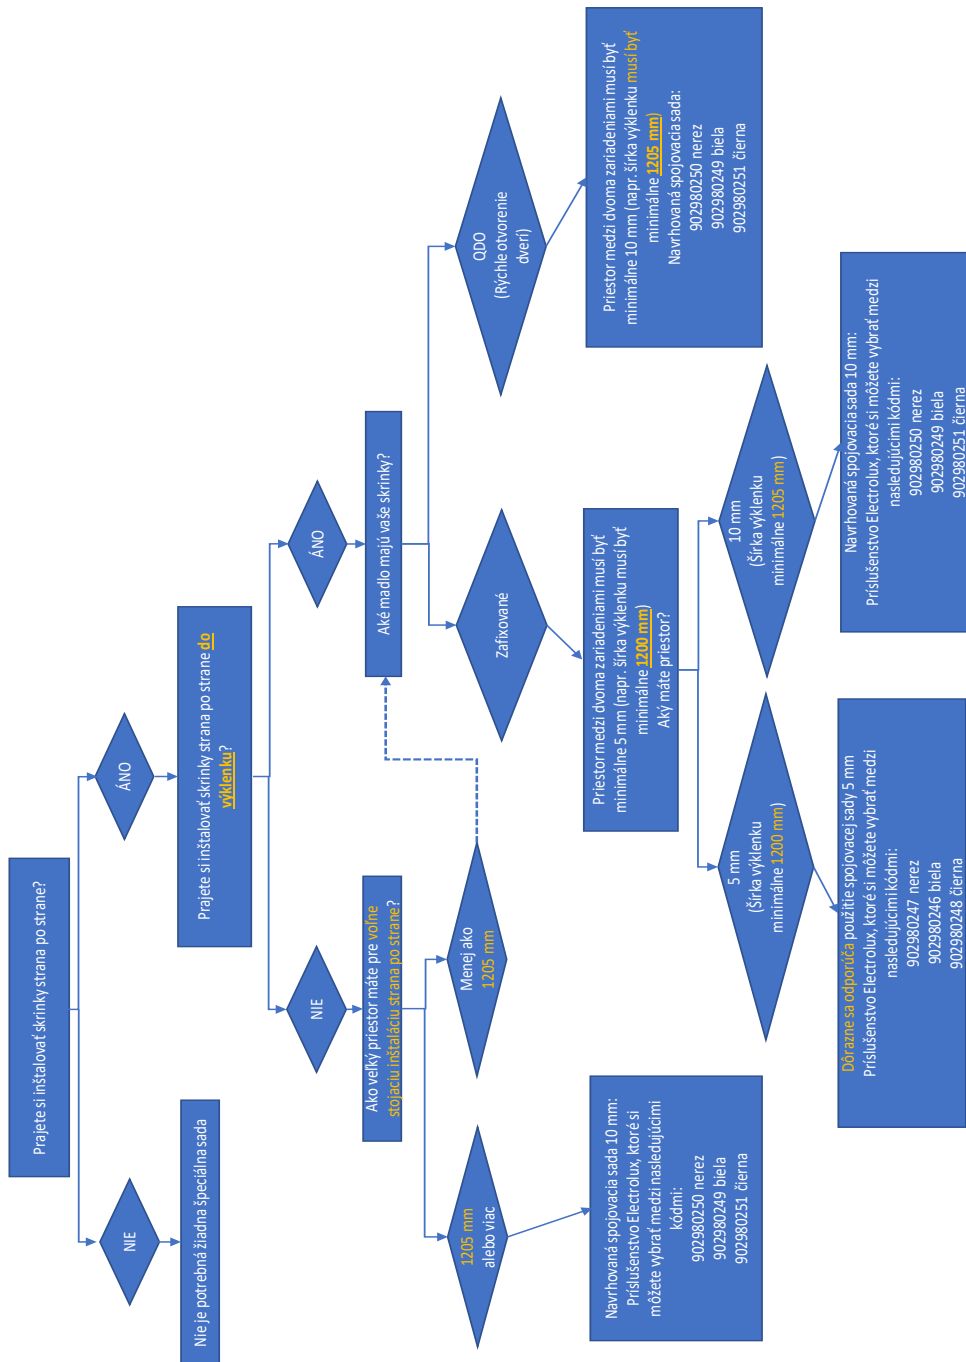 Prajete si inštalovať skrinky strana po strane?
NIE
Nie je potrebná žiadna špeciálna sada
ÁNO
Prajete si inštalovať skrinky strana po strane do
výklenku?
NIE
Ako veľký priestor máte pre voľne
stojaciu inštaláciu strana po strane?
1205 mm
alebo viac
Navrhovaná spojovacia sada 10 mm:
Príslušenstvo Electrolux, ktoré si
môžete vybrať medzi nasledujúcimi
kódmi:
902980250 nerez
902980249 biela
902980251 čierna
Menej ako
1205 mm
ÁNO
Aké madlo majú vaše skrinky?
Zafixované
Priestor medzi dvoma zariadeniami musí byť
minimálne 5 mm (napr. šírka výklenku musí byť
minimálne 1200 mm)
Aký máte priestor?
5 mm
(Šírka výklenku
minimálne 1200 mm)
Dôrazne sa odporúča použitie spojovacej sady 5 mm
Príslušenstvo Electrolux, ktoré si môžete vybrať medzi
nasledujúcimi kódmi:
902980247 nerez
902980246 biela
902980248 čierna
10 mm
(Šírka výklenku
minimálne 1205 mm)
Navrhovaná spojovacia sada 10 mm:
Príslušenstvo Electrolux, ktoré si môžete vybrať medzi
nasledujúcimi kódmi:
902980250 nerez
902980249 biela
902980251 čierna
QDO
(Rýchle otvorenie
dverí)
Priestor medzi dvoma zariadeniami musí byť
minimálne 10 mm (napr. šírka výklenku musí byť
minimálne 1205 mm)
Navrhovaná spojovacia sada:
902980250 nerez
902980249 biela
902980251 čierna